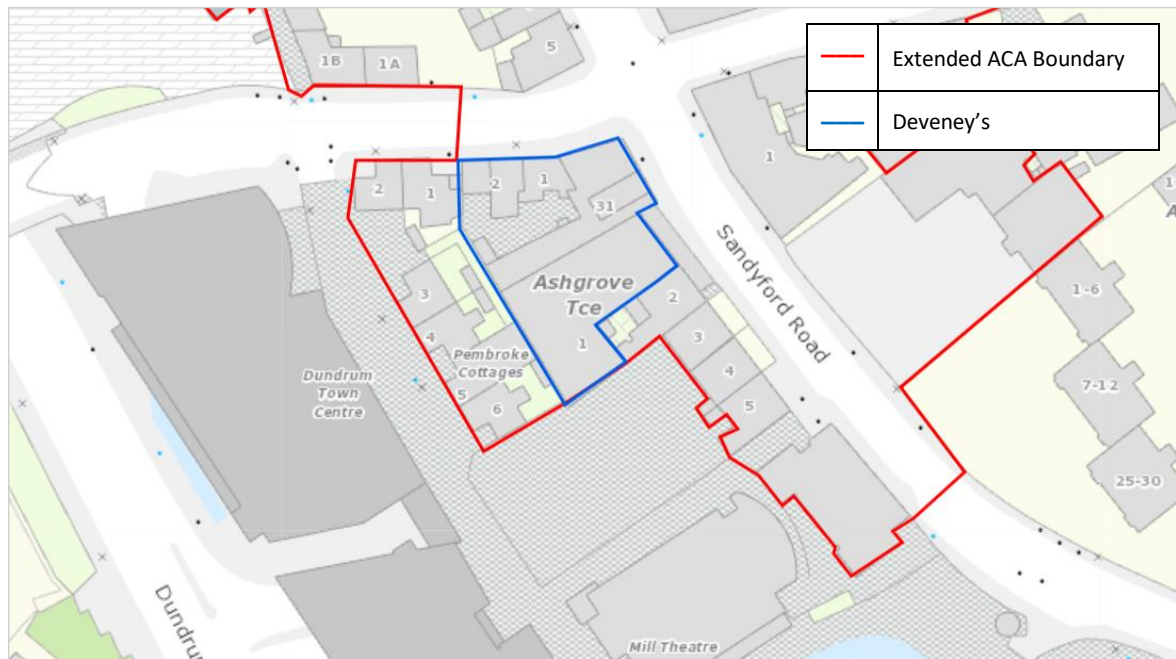 Extended ACA Boundary
Deveney's
1B
1A
5
1
1
2
1
2
1
31
Sandyford Road
Ashgrove
Tce
2
3
4
Pembroke
Cottages
1
3
4
5
6
5
Dundrum
Town
Centre
1-6
7-12
25-30
Mill Theatre